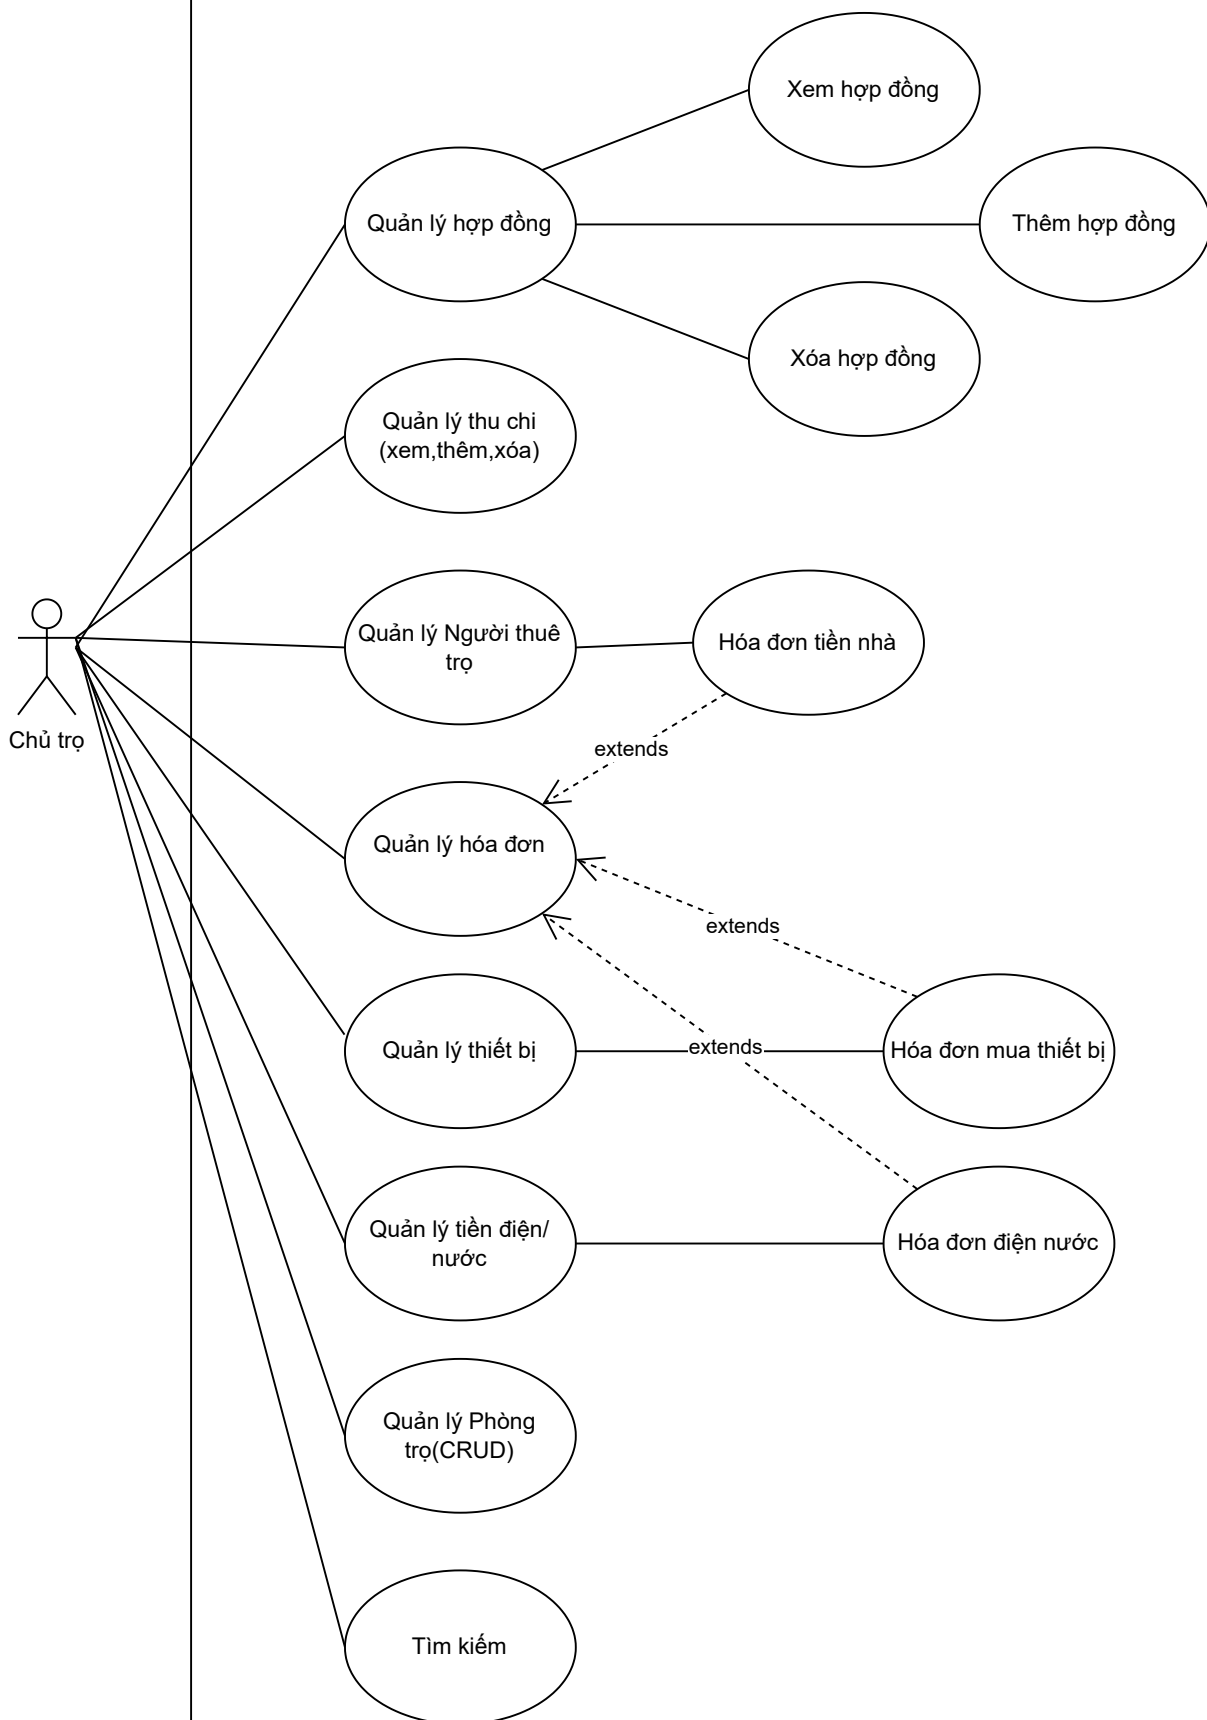 Xem hợp đồng
Quản lý hợp đồng
Thêm hợp đồng
Xóa hợp đồng
Quản lý thu chi
(xem,thêm,xóa)
Quản lý Người thuê
trọ
Hóa đơn tiền nhà
Chủ trọ
extends
Quản lý hóa đơn
extends
extends
Quản lý thiết bị
Hóa đơn mua thiết bị
Quản lý tiền điện/
nước
Hóa đơn điện nước
Quản lý Phòng
trọ(CRUD)
Tìm kiếm